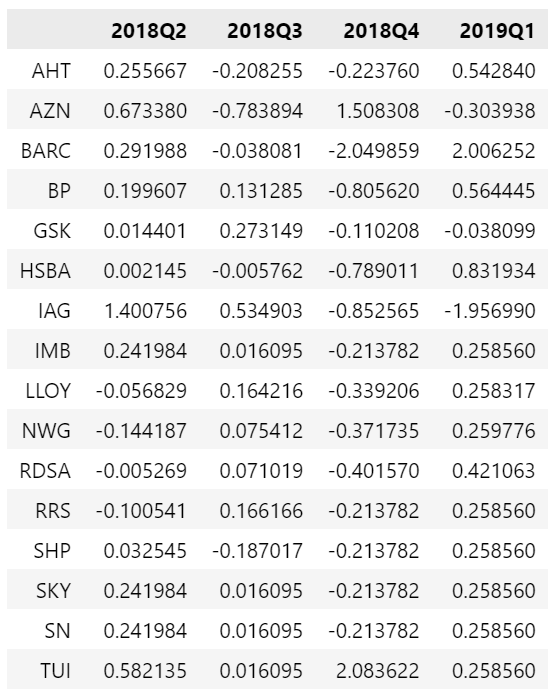 2018Q2 2018Q3 2018Q4 2019Q1
AHT 0.255667 -0.208255 -0.223760 0.542840
AZN 0.673380 -0.783894 1.508308 -0.303938
BARC 0.291988 -0.038081 -2.049859 2.006252
BP 0.199607 0.131285 -0.805620 0.564445
GSK 0.014401 0.273149 -0.110208 -0.038099
HSBA 0.002145 -0.005762 -0.789011 0.831934
IAG 1.400756 0.534903 -0.852565 -1.956990
IMB 0.241984 0.016095 -0.213782 0.258560
LLOY -0.056829 0.164216 -0.339206 0.258317
NWG -0.144187 0.075412 -0.371735 0.259776
RDSA -0.005269 0.071019 -0.401570 0.421063
RRS -0.100541 0.166166 -0.213782 0.258560
SHP 0.032545 -0.187017 -0.213782 0.258560
SKY 0.241984 0.016095 -0.213782 0.258560
SN 0.241984 0.016095 -0.213782 0.258560
TUI 0.582135 0.016095 2.083622 0.258560